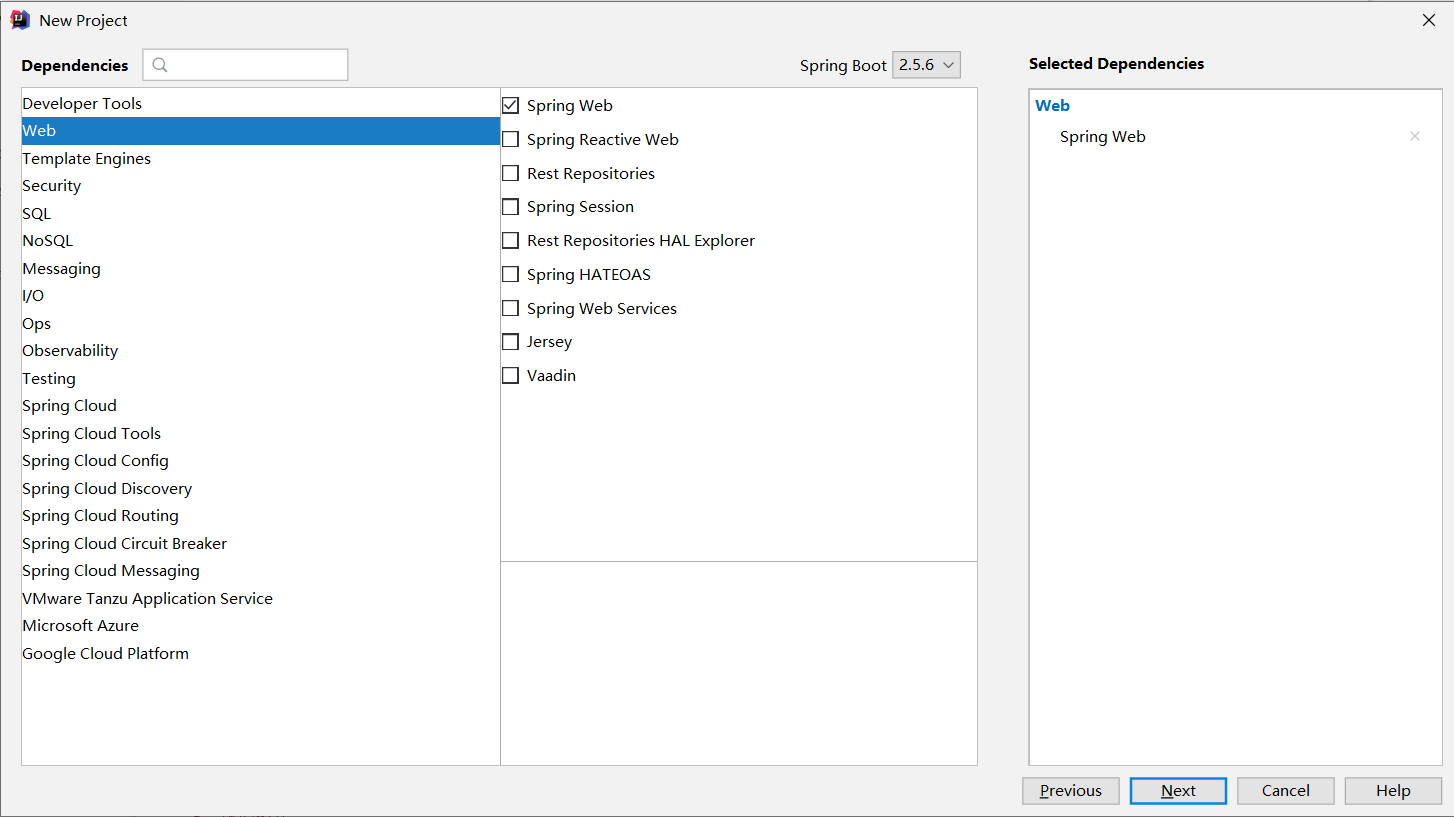 New Project
Dependencies
Spring Boot 2.5.6
Selected Dependencies
Developer Tools
Web
Template Engines
Security
SQL
NoSQL
Messaging
I/O
Ops
Observability
Testing
Spring Cloud
Spring Cloud Tools
Spring Cloud Config
Spring Cloud Discovery
Spring Cloud Routing
Spring Cloud Circuit Breaker
Spring Cloud Messaging
VMware Tanzu Application Service
Microsoft Azure
Google Cloud Platform
Spring Web
Spring Reactive Web
Rest Repositories
Spring Session
Rest Repositories HAL Explorer
Spring HATEOAS
Spring Web Services
Jersey
Vaadin
Web
Spring Web
Previous
Next
Cancel
Help